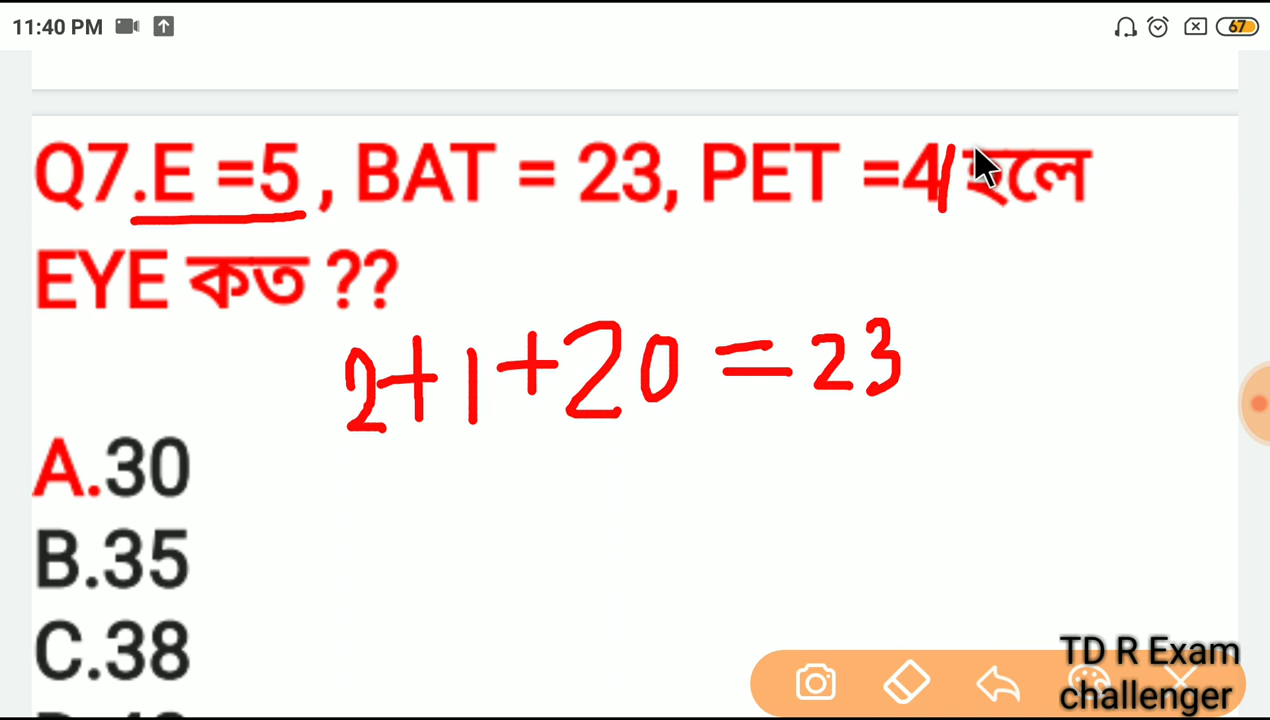 11:40 PM
67
Q7.E =5 , BAT = 23, PET =41 হলে
EYE কত ??
2+1+20 = 23
A.30
B.35
C.38
TD R Exam
challenger